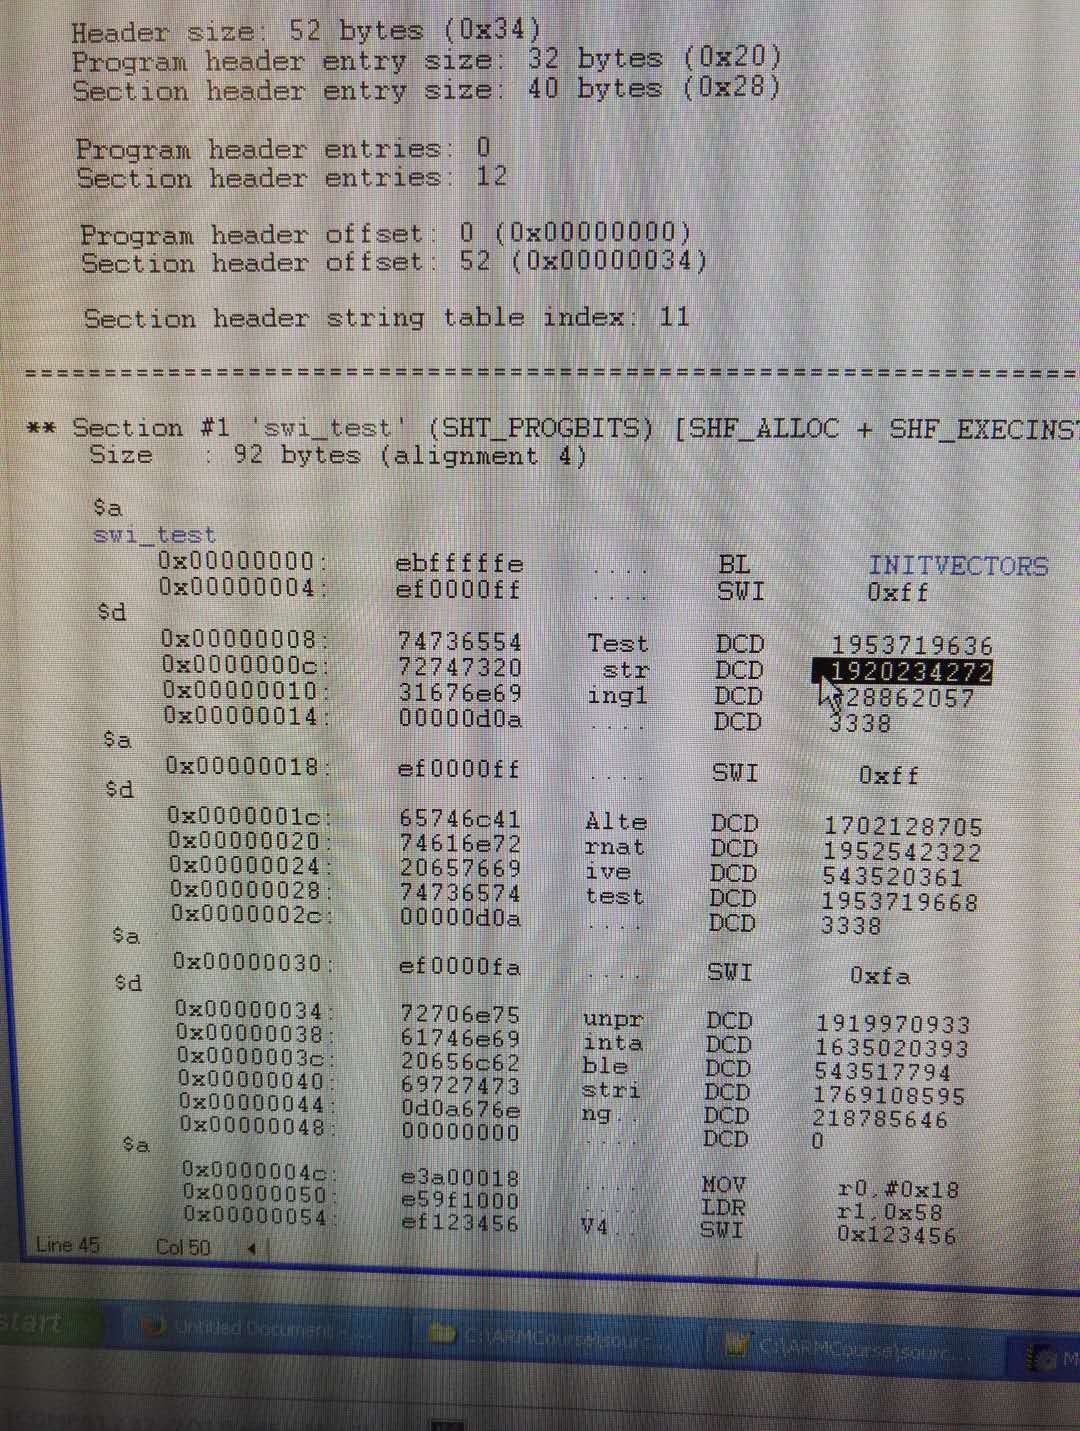 Header size: 52 bytes (0x34)
Program header entry size: 32 bytes (0x20)
Section header entry size: 40 bytes (0x28)
Program header entries: 0
Section header entries: 12
Program header offset: 0 (0x00000000)
Section header offset: 52 (0x00000034)
Section header string table index: 11
====================================================================
** Section #1 'swi_test' (SHT_PROGBITS) [SHF_ALLOC + SHF_EXECINST
Size : 92 bytes (alignment 4)
$a
swi_test
0x00000000: ebfffffe .... BL INITVECTORS
0x00000004: ef0000ff .... SWI 0xff
$d
0x00000008: 74736554 Test DCD 1953719636
0x0000000c: 72747320 str DCD 1920234272
0x00000010: 31676e69 ing1 DCD 828862057
0x00000014: 00000d0a .... DCD 3338
$a
0x00000018: ef0000ff .... SWI 0xff
$d
0x0000001c: 65746c41 Alte DCD 1702128705
0x00000020: 74616e72 rnat DCD 1952542322
0x00000024: 20657669 ive DCD 543520361
0x00000028: 74736574 test DCD 1953719668
0x0000002c: 00000d0a .... DCD 3338
$a
0x00000030: ef0000fa .... SWI 0xfa
$d
0x00000034: 72706e75 unpr DCD 1919970933
0x00000038: 61746e69 inta DCD 1635020393
0x0000003c: 20656c62 ble DCD 543517794
0x00000040: 69727473 stri DCD 1769108595
0x00000044: 0d0a676e ng.. DCD 218785646
0x00000048: 00000000 .... DCD 0
$a
0x0000004c: e3a00018 .... MOV r0,#0x18
0x00000050: e59f1000 .... LDR r1,0x58
0x00000054: ef123456 V4.. SWI 0x123456
Line 45 Col 50
start Untitled Document C:\ARMCourse\sourc... C:\ARMCourse\sourc... M